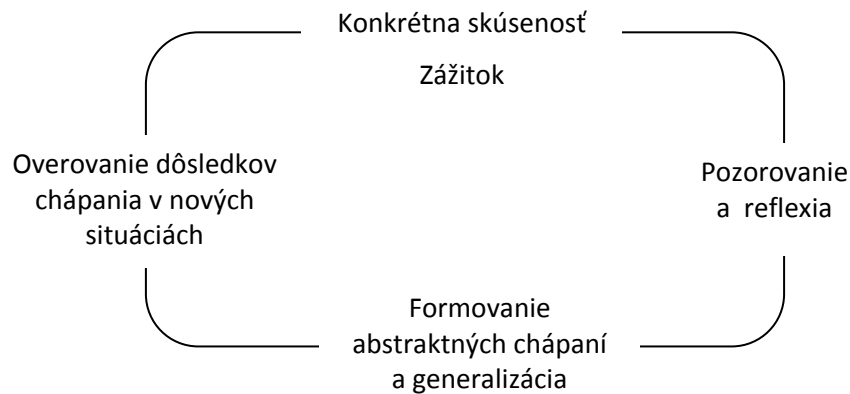 Konkrétna skúsenosť
Zážitok
Overovanie dôsledkov
chápania v nových
situáciách
Pozorovanie
a reflexia
Formovanie
abstraktných chápaní
a generalizácia